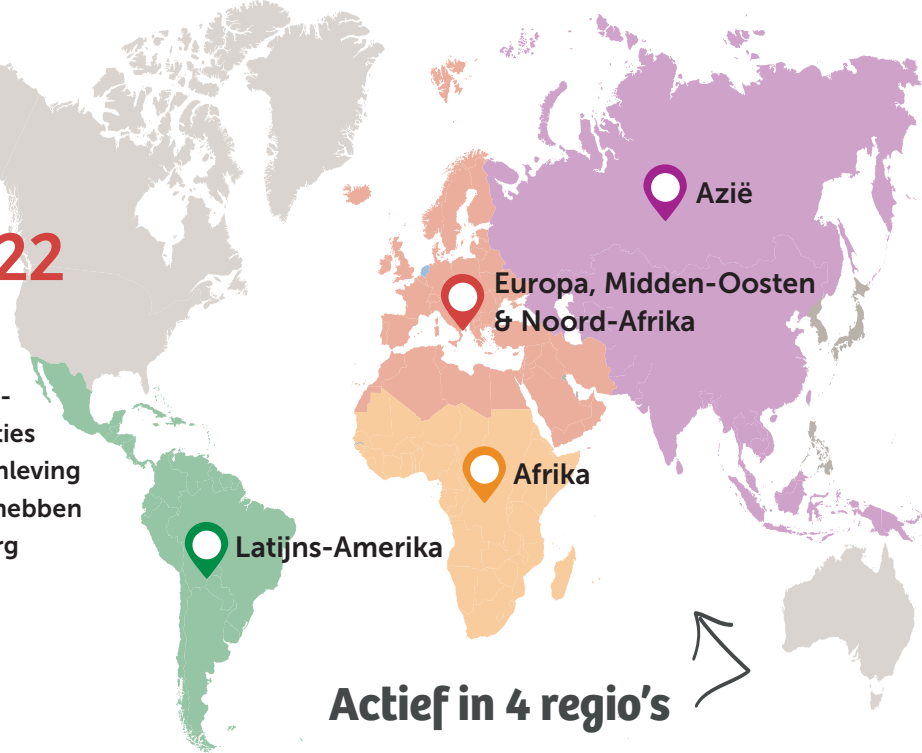 22
-
ties
nleving
hebben
rg
Azië
Europa, Midden-Oosten
& Noord-Afrika
Afrika
Latijns-Amerika
Actief in 4 regio's